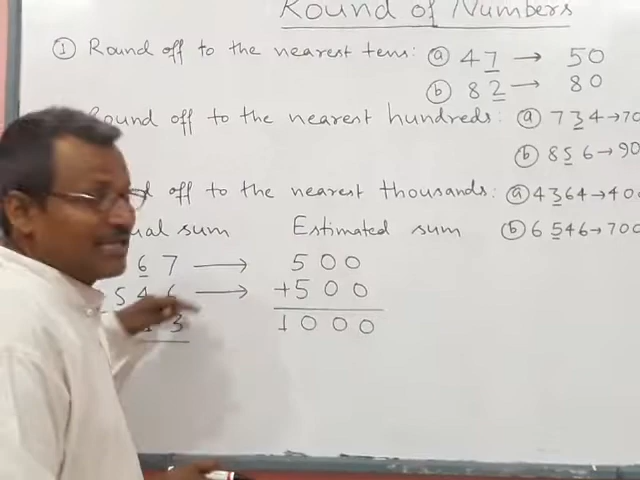 Round of Numbers
① Round off to the nearest tens: ⓐ 47 → 50
ⓑ 82 → 80
Round off to the nearest hundreds: ⓐ 734→70
ⓑ 856→90
off to the nearest thousands: ⓐ 4364→400
sum Estimated sum ⓑ 6546→700
67 → 500
546 → +500
3 1000